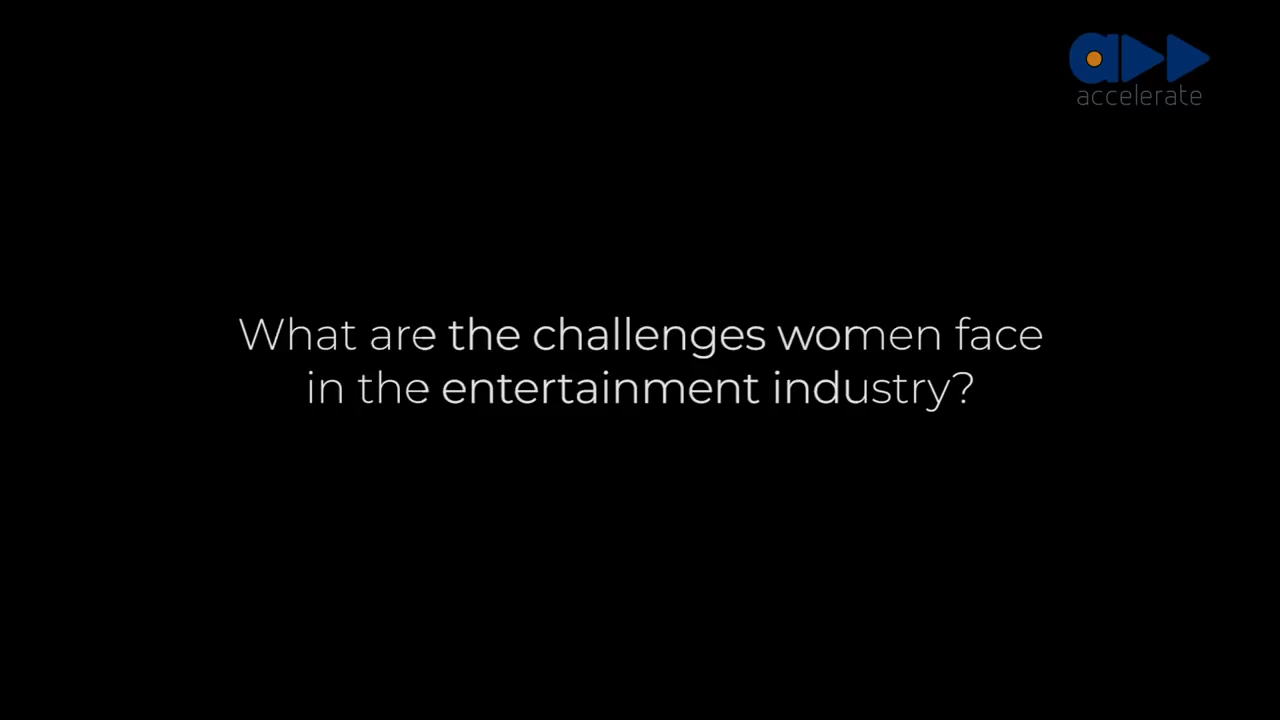 accelerate
What are the challenges women face
in the entertainment industry?